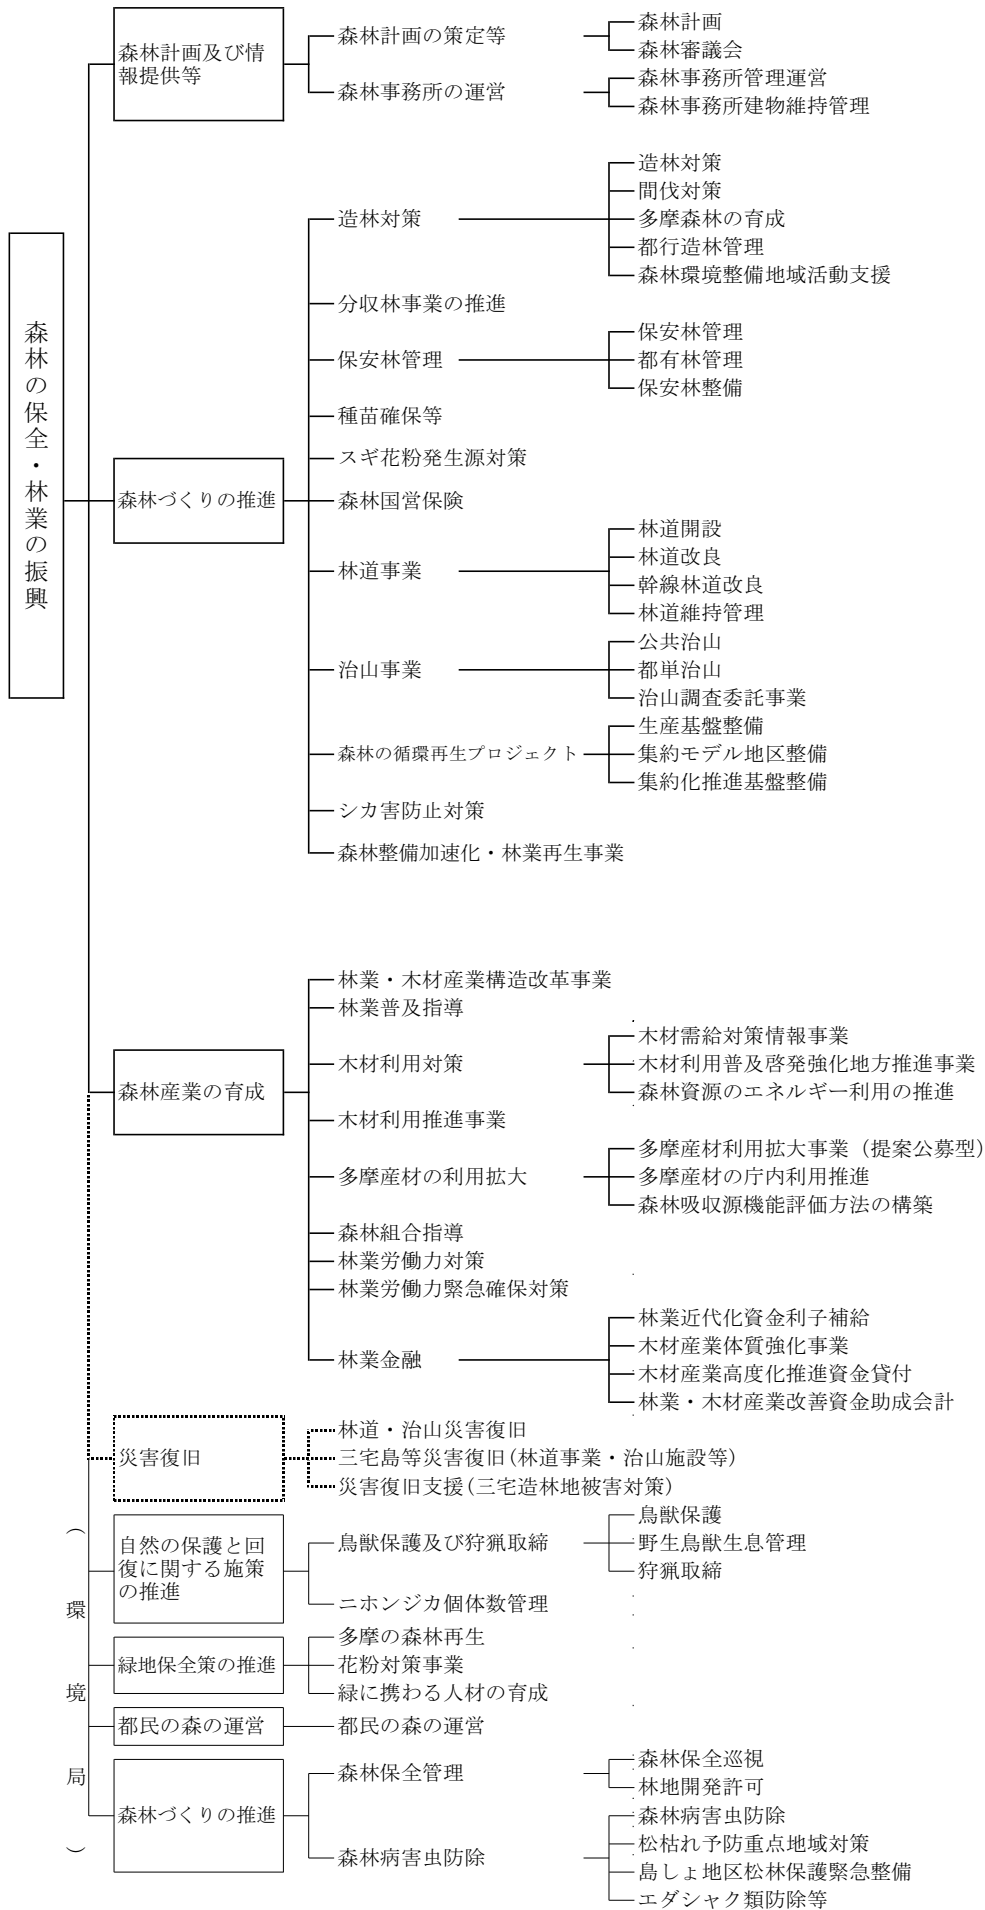 森林の保全・林業の振興
森林計画及び情
報提供等
森林計画の策定等
森林計画
森林審議会
森林事務所の運営
森林事務所管理運営
森林事務所建物維持管理
森林づくりの推進
造林対策
造林対策
間伐対策
多摩森林の育成
都行造林管理
森林環境整備地域活動支援
分収林事業の推進
保安林管理
保安林管理
都有林管理
保安林整備
種苗確保等
スギ花粉発生源対策
森林国営保険
林道事業
林道開設
林道改良
幹線林道改良
林道維持管理
治山事業
公共治山
都単治山
治山調査委託事業
森林の循環再生プロジェクト
生産基盤整備
集約モデル地区整備
集約化推進基盤整備
シカ害防止対策
森林整備加速化・林業再生事業
森林産業の育成
林業・木材産業構造改革事業
林業普及指導
木材利用対策
木材需給対策情報事業
木材利用普及啓発強化地方推進事業
森林資源のエネルギー利用の推進
木材利用推進事業
多摩産材の利用拡大
多摩産材利用拡大事業（提案公募型）
多摩産材の庁内利用推進
森林吸収源機能評価方法の構築
森林組合指導
林業労働力対策
林業労働力緊急確保対策
林業金融
林業近代化資金利子補給
木材産業体質強化事業
木材産業高度化推進資金貸付
林業・木材産業改善資金助成会計
災害復旧
林道・治山災害復旧
三宅島等災害復旧(林道事業・治山施設等)
災害復旧支援(三宅造林地被害対策)
（環境局）
自然の保護と回
復に関する施策
の推進
鳥獣保護及び狩猟取締
鳥獣保護
野生鳥獣生息管理
狩猟取締
ニホンジカ個体数管理
緑地保全策の推進
多摩の森林再生
花粉対策事業
緑に携わる人材の育成
都民の森の運営
都民の森の運営
森林づくりの推進
森林保全管理
森林保全巡視
林地開発許可
森林病害虫防除
森林病害虫防除
松枯れ予防重点地域対策
島しょ地区松林保護緊急整備
エダシャク類防除等